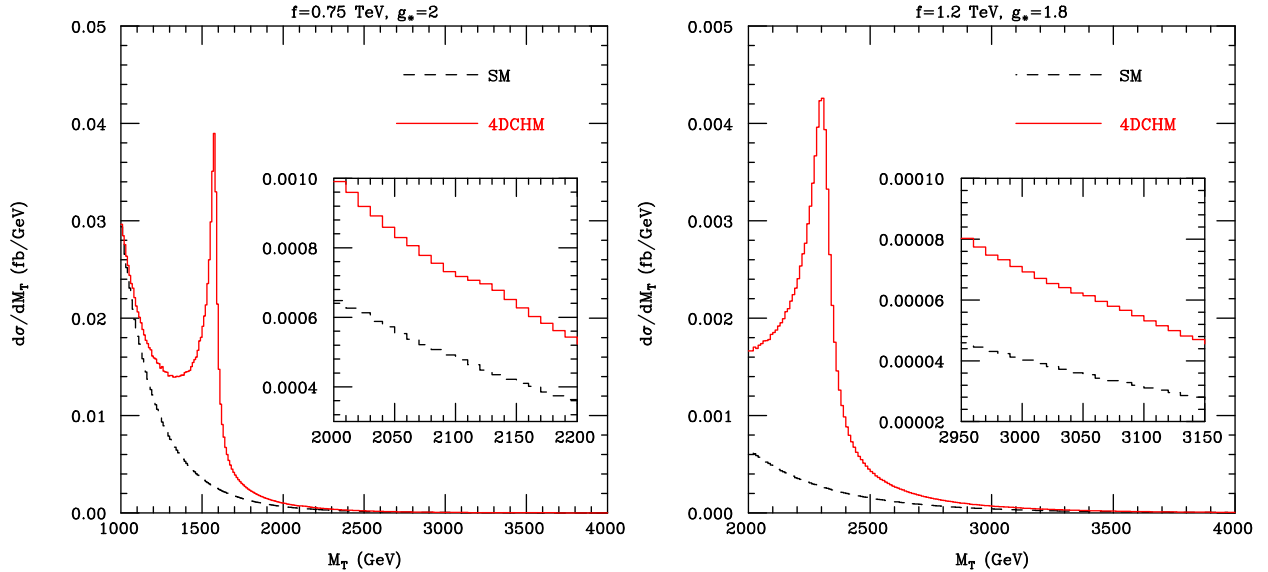 f=0.75 TeV, g*=2
0.05
0.04
0.03
0.02
0.01
0.00
dσ/dM_T (fb/GeV)
SM
4DCHM
0.0010
0.0008
0.0006
0.0004
2000 2050 2100 2150 2200
1000 1500 2000 2500 3000 3500 4000
M_T (GeV)
f=1.2 TeV, g*=1.8
0.005
0.004
0.003
0.002
0.001
0.000
dσ/dM_T (fb/GeV)
SM
4DCHM
0.00010
0.00008
0.00006
0.00004
0.00002
2950 3000 3050 3100 3150
2000 2500 3000 3500 4000
M_T (GeV)